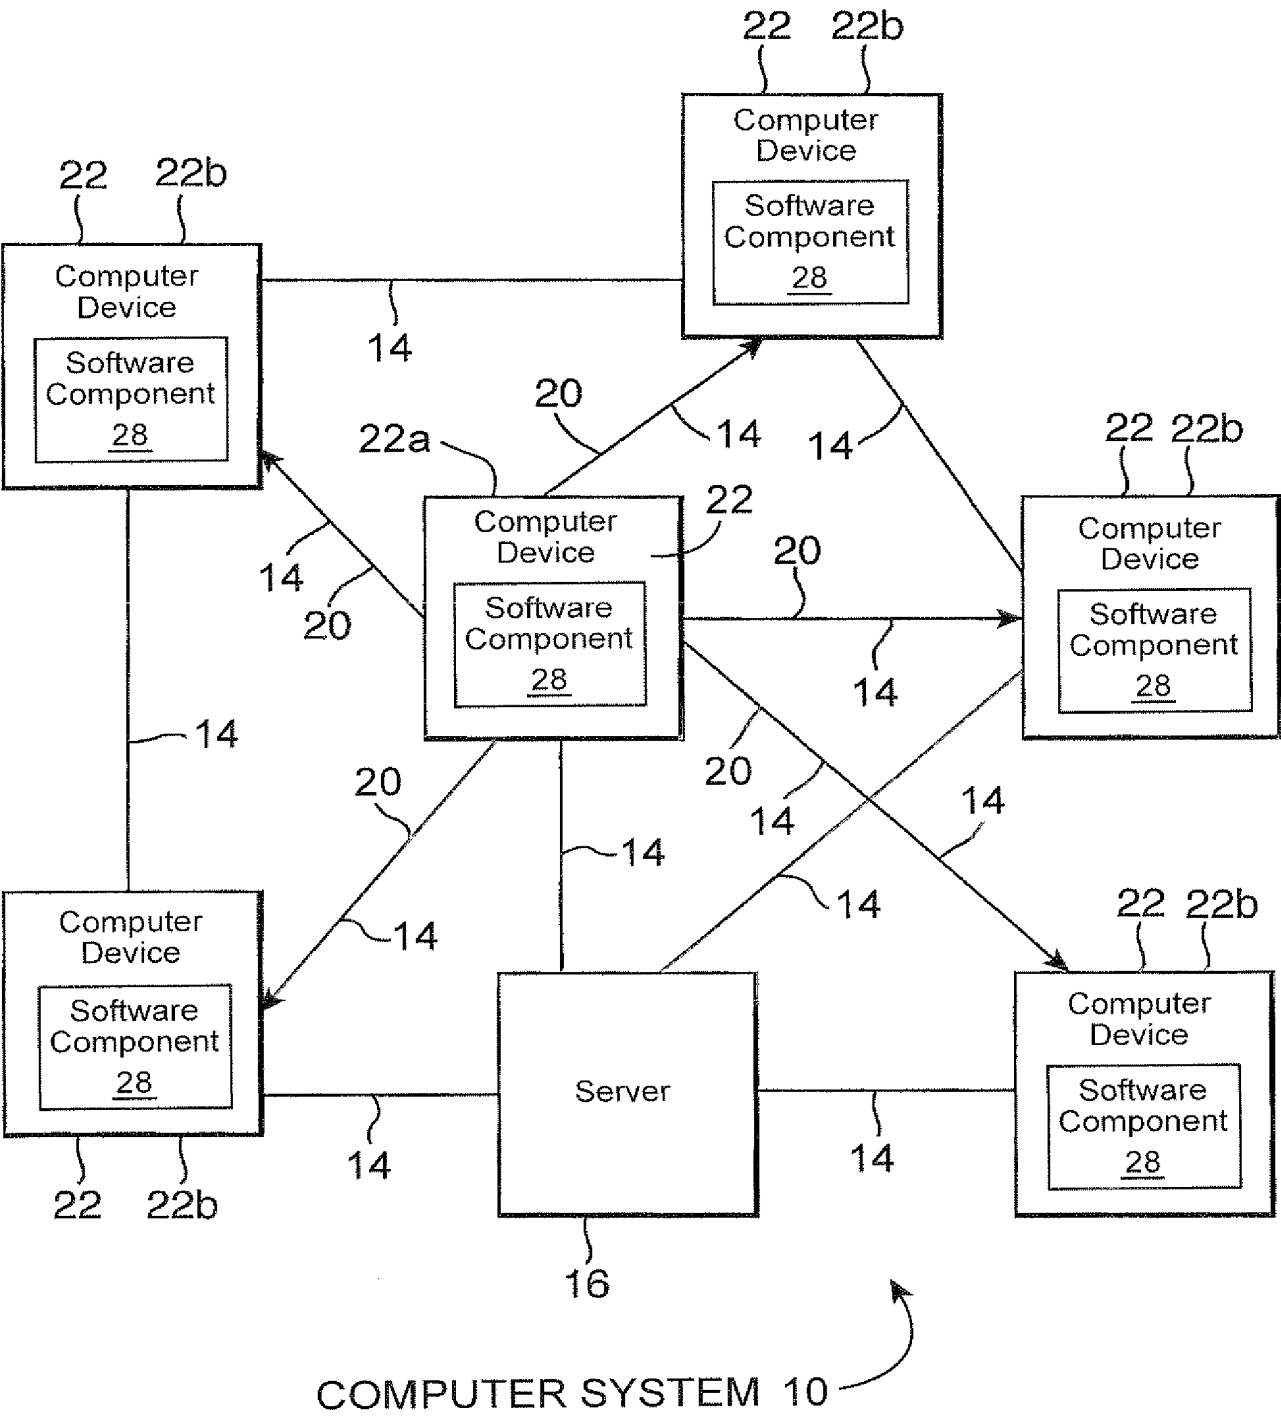 22 22b
Computer
Device
Software
Component
28
22 22b
Computer
Device
Software
Component
28
14
20
14
14
22a
22
Computer
Device
Software
Component
28
22 22b
Computer
Device
Software
Component
28
14
20
20
14
14
20
14
14
20
14
14
14
14
22 22b
Computer
Device
Software
Component
28
22 22b
14
Server
16
14
Computer
Device
Software
Component
28
COMPUTER SYSTEM 10